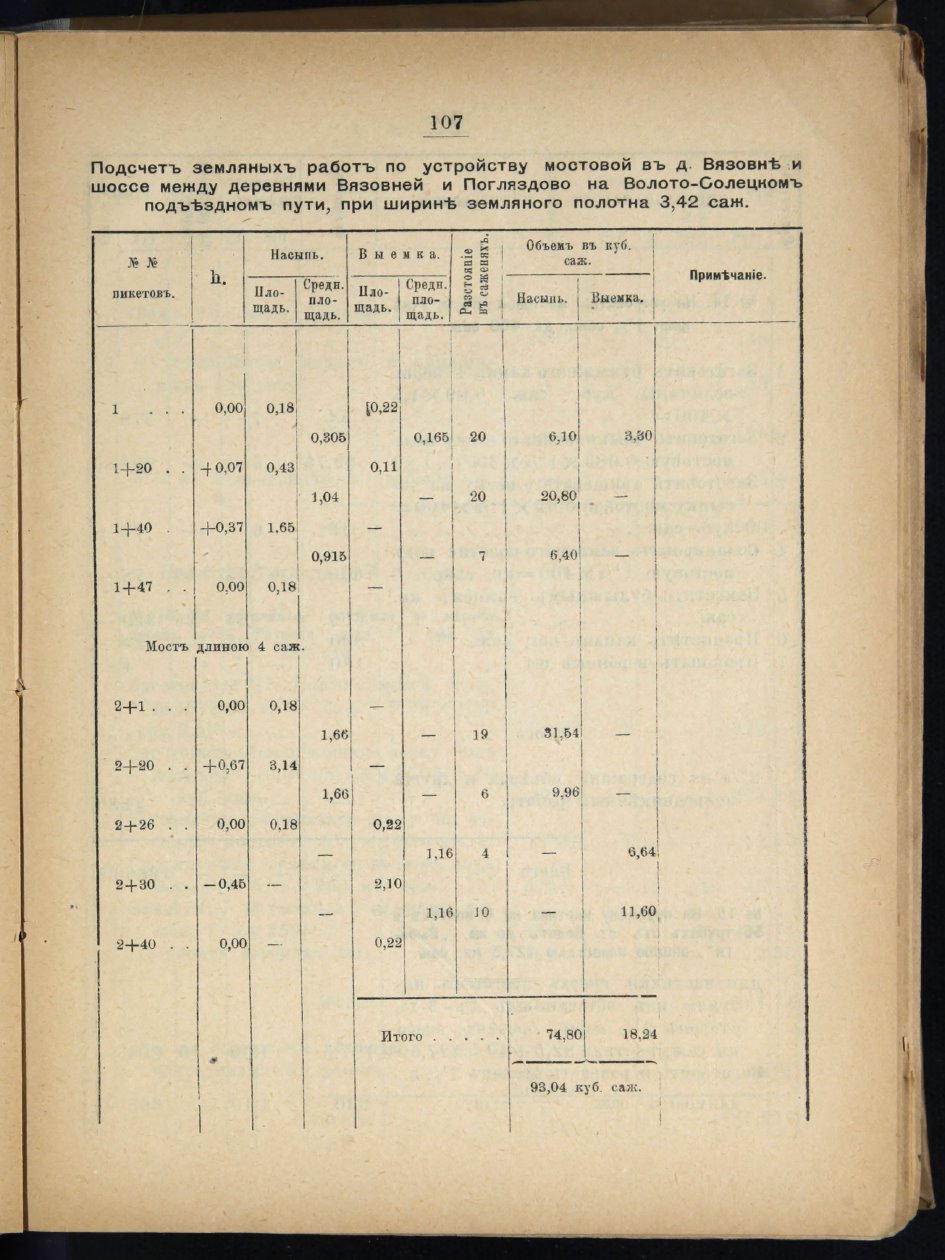 107
Подсчетъ земляныхъ работъ по устройству мостовой въ д. Вязовнѣ и
шоссе между деревнями Вязовней и Погляздово на Волото-Солецкомъ
подъѣздномъ пути, при ширинѣ земляного полотна 3,42 саж.
№ № пикетовъ. h. Насыпь. Выемка. Разстояніе въ саженяхъ. Объемъ въ куб. саж. Примѣчаніе.
Пло-щадь. Средн. пло-щадь. Пло-щадь. Средн. пло-щадь. Насыпь. Выемка.
1 . . . 0,00 0,18 0,22
0,305 0,165 20 6,10 3,30
1+20 . . +0,07 0,43 0,11
1,04 — 20 20,80 —
1+40 . +0,37 1,65 —
0,915 — 7 6,40 —
1+47 . . 0,00 0,18 —
Мостъ длиною 4 саж.
2+1 . . . 0,00 0,18 —
1,66 — 19 31,54 —
2+20 . . +0,67 3,14 —
1,66 — 6 9,96 —
2+26 . . 0,00 0,18 0,22
— 1,16 4 — 6,64
2+30 . . —0,45 — 2,10
— 1,16 10 — 11,60
2+40 . . 0,00 — 0,22
Итого . . . . . 74,80 18,24
93,04 куб. саж.